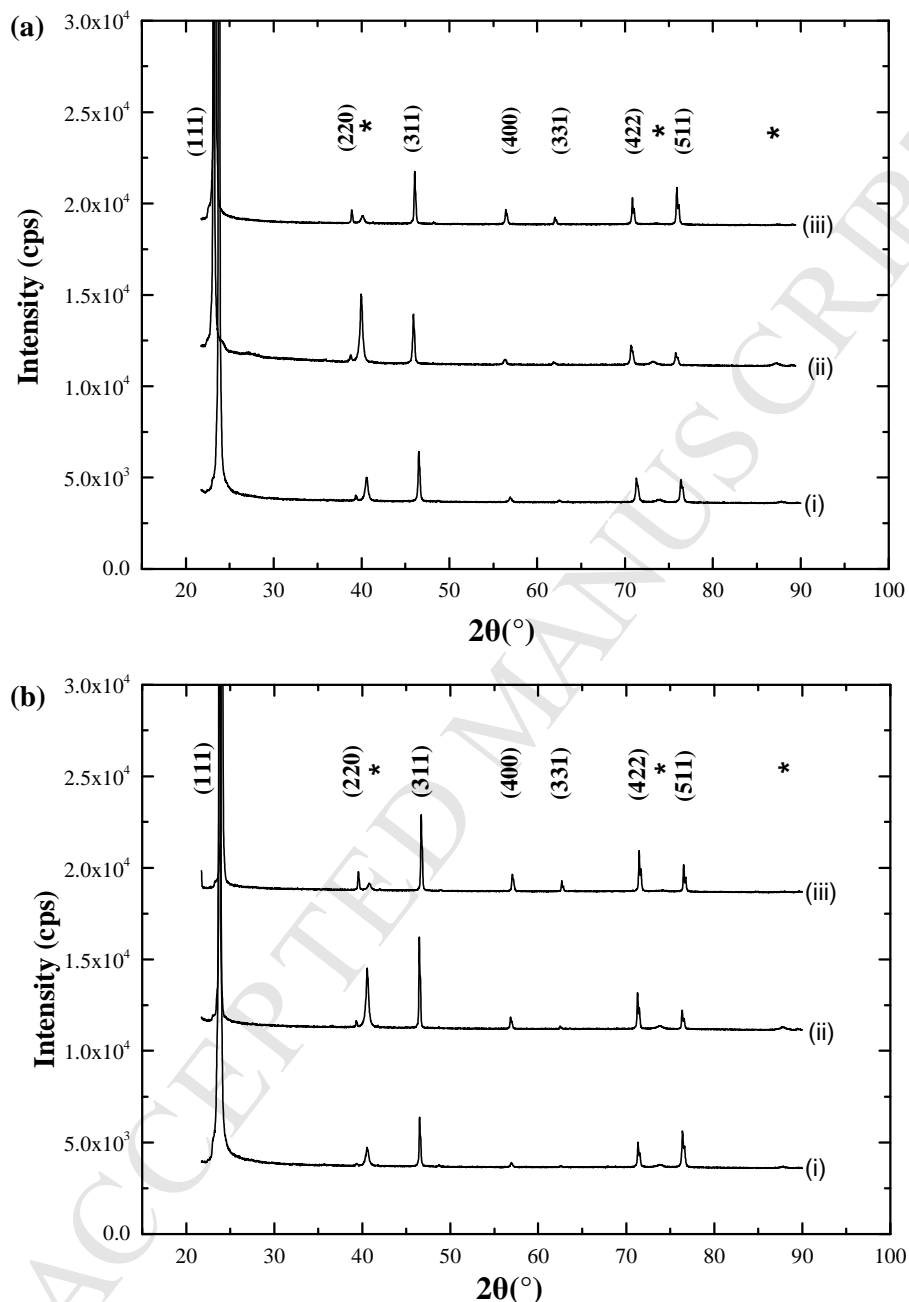 (a)
3.0x10⁴
2.5x10⁴
2.0x10⁴
1.5x10⁴
1.0x10⁴
5.0x10³
0.0
Intensity (cps)
(111)
(220)
*
(311)
(400)
(331)
(422)
*
(511)
*
(iii)
(ii)
(i)
20 30 40 50 60 70 80 90 100
2θ(°)
(b)
3.0x10⁴
2.5x10⁴
2.0x10⁴
1.5x10⁴
1.0x10⁴
5.0x10³
0.0
Intensity (cps)
(111)
(220)
*
(311)
(400)
(331)
(422)
*
(511)
*
(iii)
(ii)
(i)
20 30 40 50 60 70 80 90 100
2θ(°)
ACCEPTED MANUSCRIPT